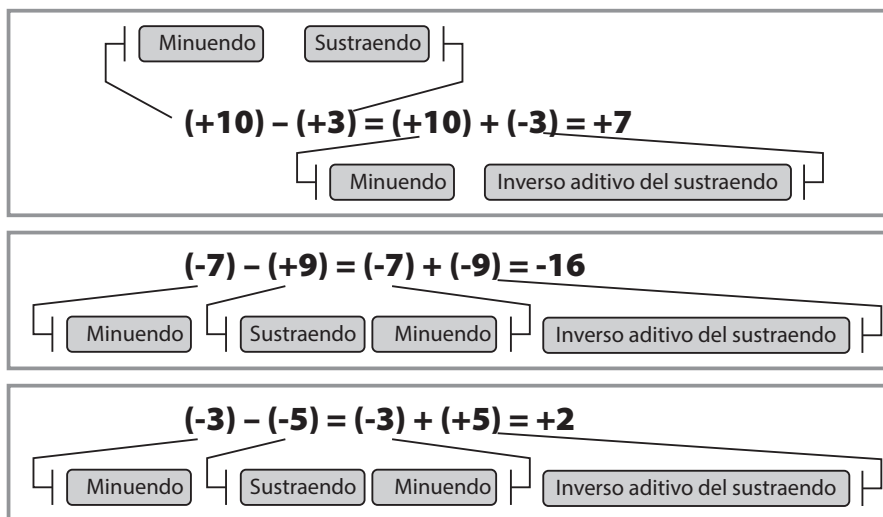 Minuendo Sustraendo
(+10) – (+3) = (+10) + (-3) = +7
Minuendo Inverso aditivo del sustraendo
(-7) – (+9) = (-7) + (-9) = -16
Minuendo Sustraendo Minuendo Inverso aditivo del sustraendo
(-3) – (-5) = (-3) + (+5) = +2
Minuendo Sustraendo Minuendo Inverso aditivo del sustraendo